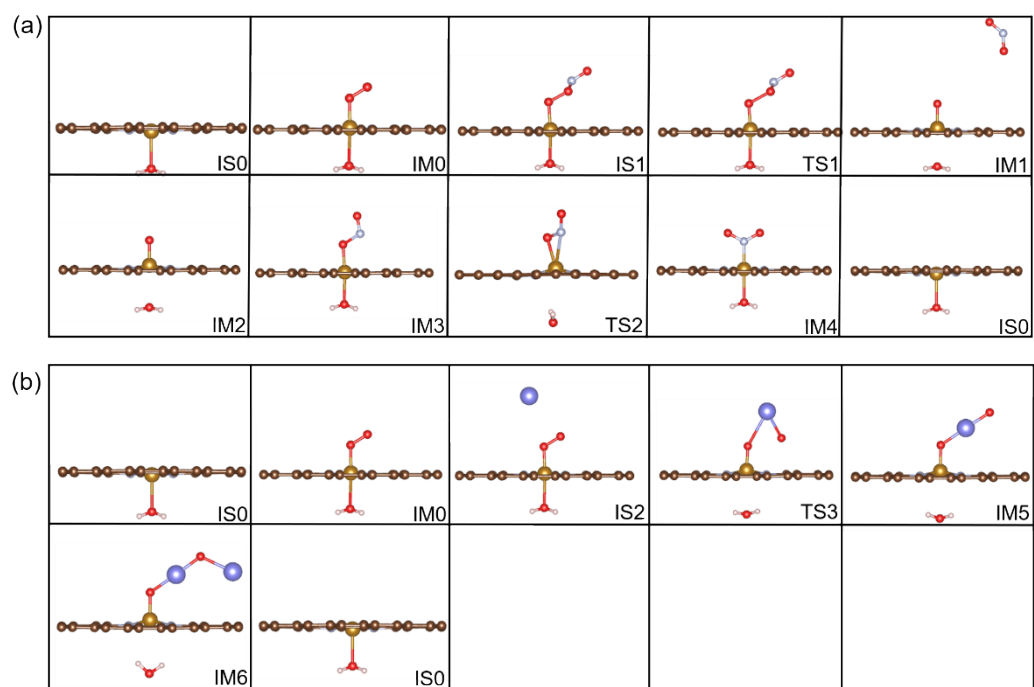 (a)
IS0
IM0
IS1
TS1
IM1
IM2
IM3
TS2
IM4
IS0
(b)
IS0
IM0
IS2
TS3
IM5
IM6
IS0